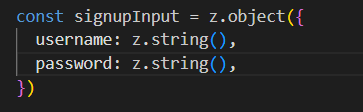 const signupInput = z.object({
  username: z.string(),
  password: z.string(),
})